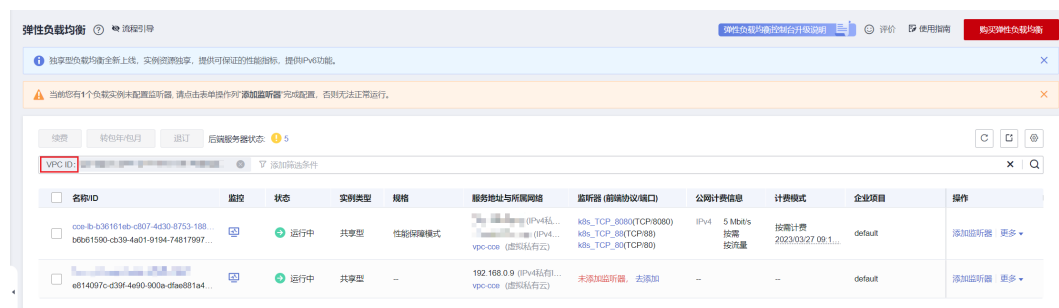 弹性负载均衡 流程引导 弹性负载均衡控制台升级说明 评价 使用指南 购买弹性负载均衡
独享型负载均衡全新上线，实例资源独享，提供可保证的性能指标，提供IPv6功能。
当前您有1个负载实例未配置监听器, 请点击表单操作列"添加监听器"完成配置，否则无法正常运行。
续费 转包年/包月 退订 后端服务器状态: 5
VPC ID: 添加筛选条件
名称/ID 监控 状态 实例类型 规格 服务地址与所属网络 监听器 (前端协议/端口) 公网计费信息 计费模式 企业项目 操作
cce-lb-b36161eb-c807-4d30-8753-188...
b6b61590-cb39-4a01-9194-74817997...
运行中 共享型 性能保障模式
(IPv4私...
(IPv4...
vpc-cce (虚拟私有云)
k8s_TCP_8080(TCP/8080)
k8s_TCP_88(TCP/88)
k8s_TCP_80(TCP/80)
IPv4 5 Mbit/s
按需
按流量
按需计费
2023/03/27 09:1...
default
添加监听器 更多
e814097c-d39f-4e90-900a-dfae881a4...
运行中 共享型 --
192.168.0.9 (IPv4私有I...
vpc-cce (虚拟私有云)
未添加监听器， 去添加
-- -- default
添加监听器 更多